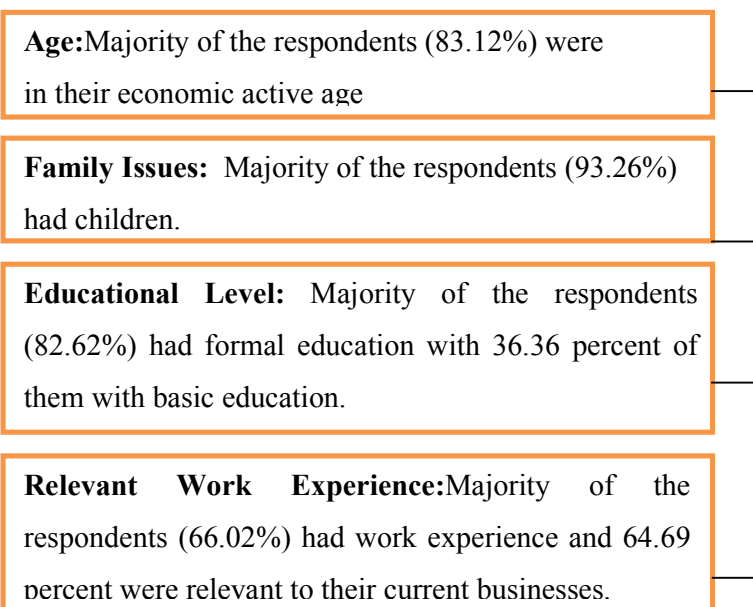 Age:Majority of the respondents (83.12%) were
in their economic active age
Family Issues: Majority of the respondents (93.26%)
had children.
Educational Level: Majority of the respondents
(82.62%) had formal education with 36.36 percent of
them with basic education.
Relevant Work Experience:Majority of the
respondents (66.02%) had work experience and 64.69
percent were relevant to their current businesses.